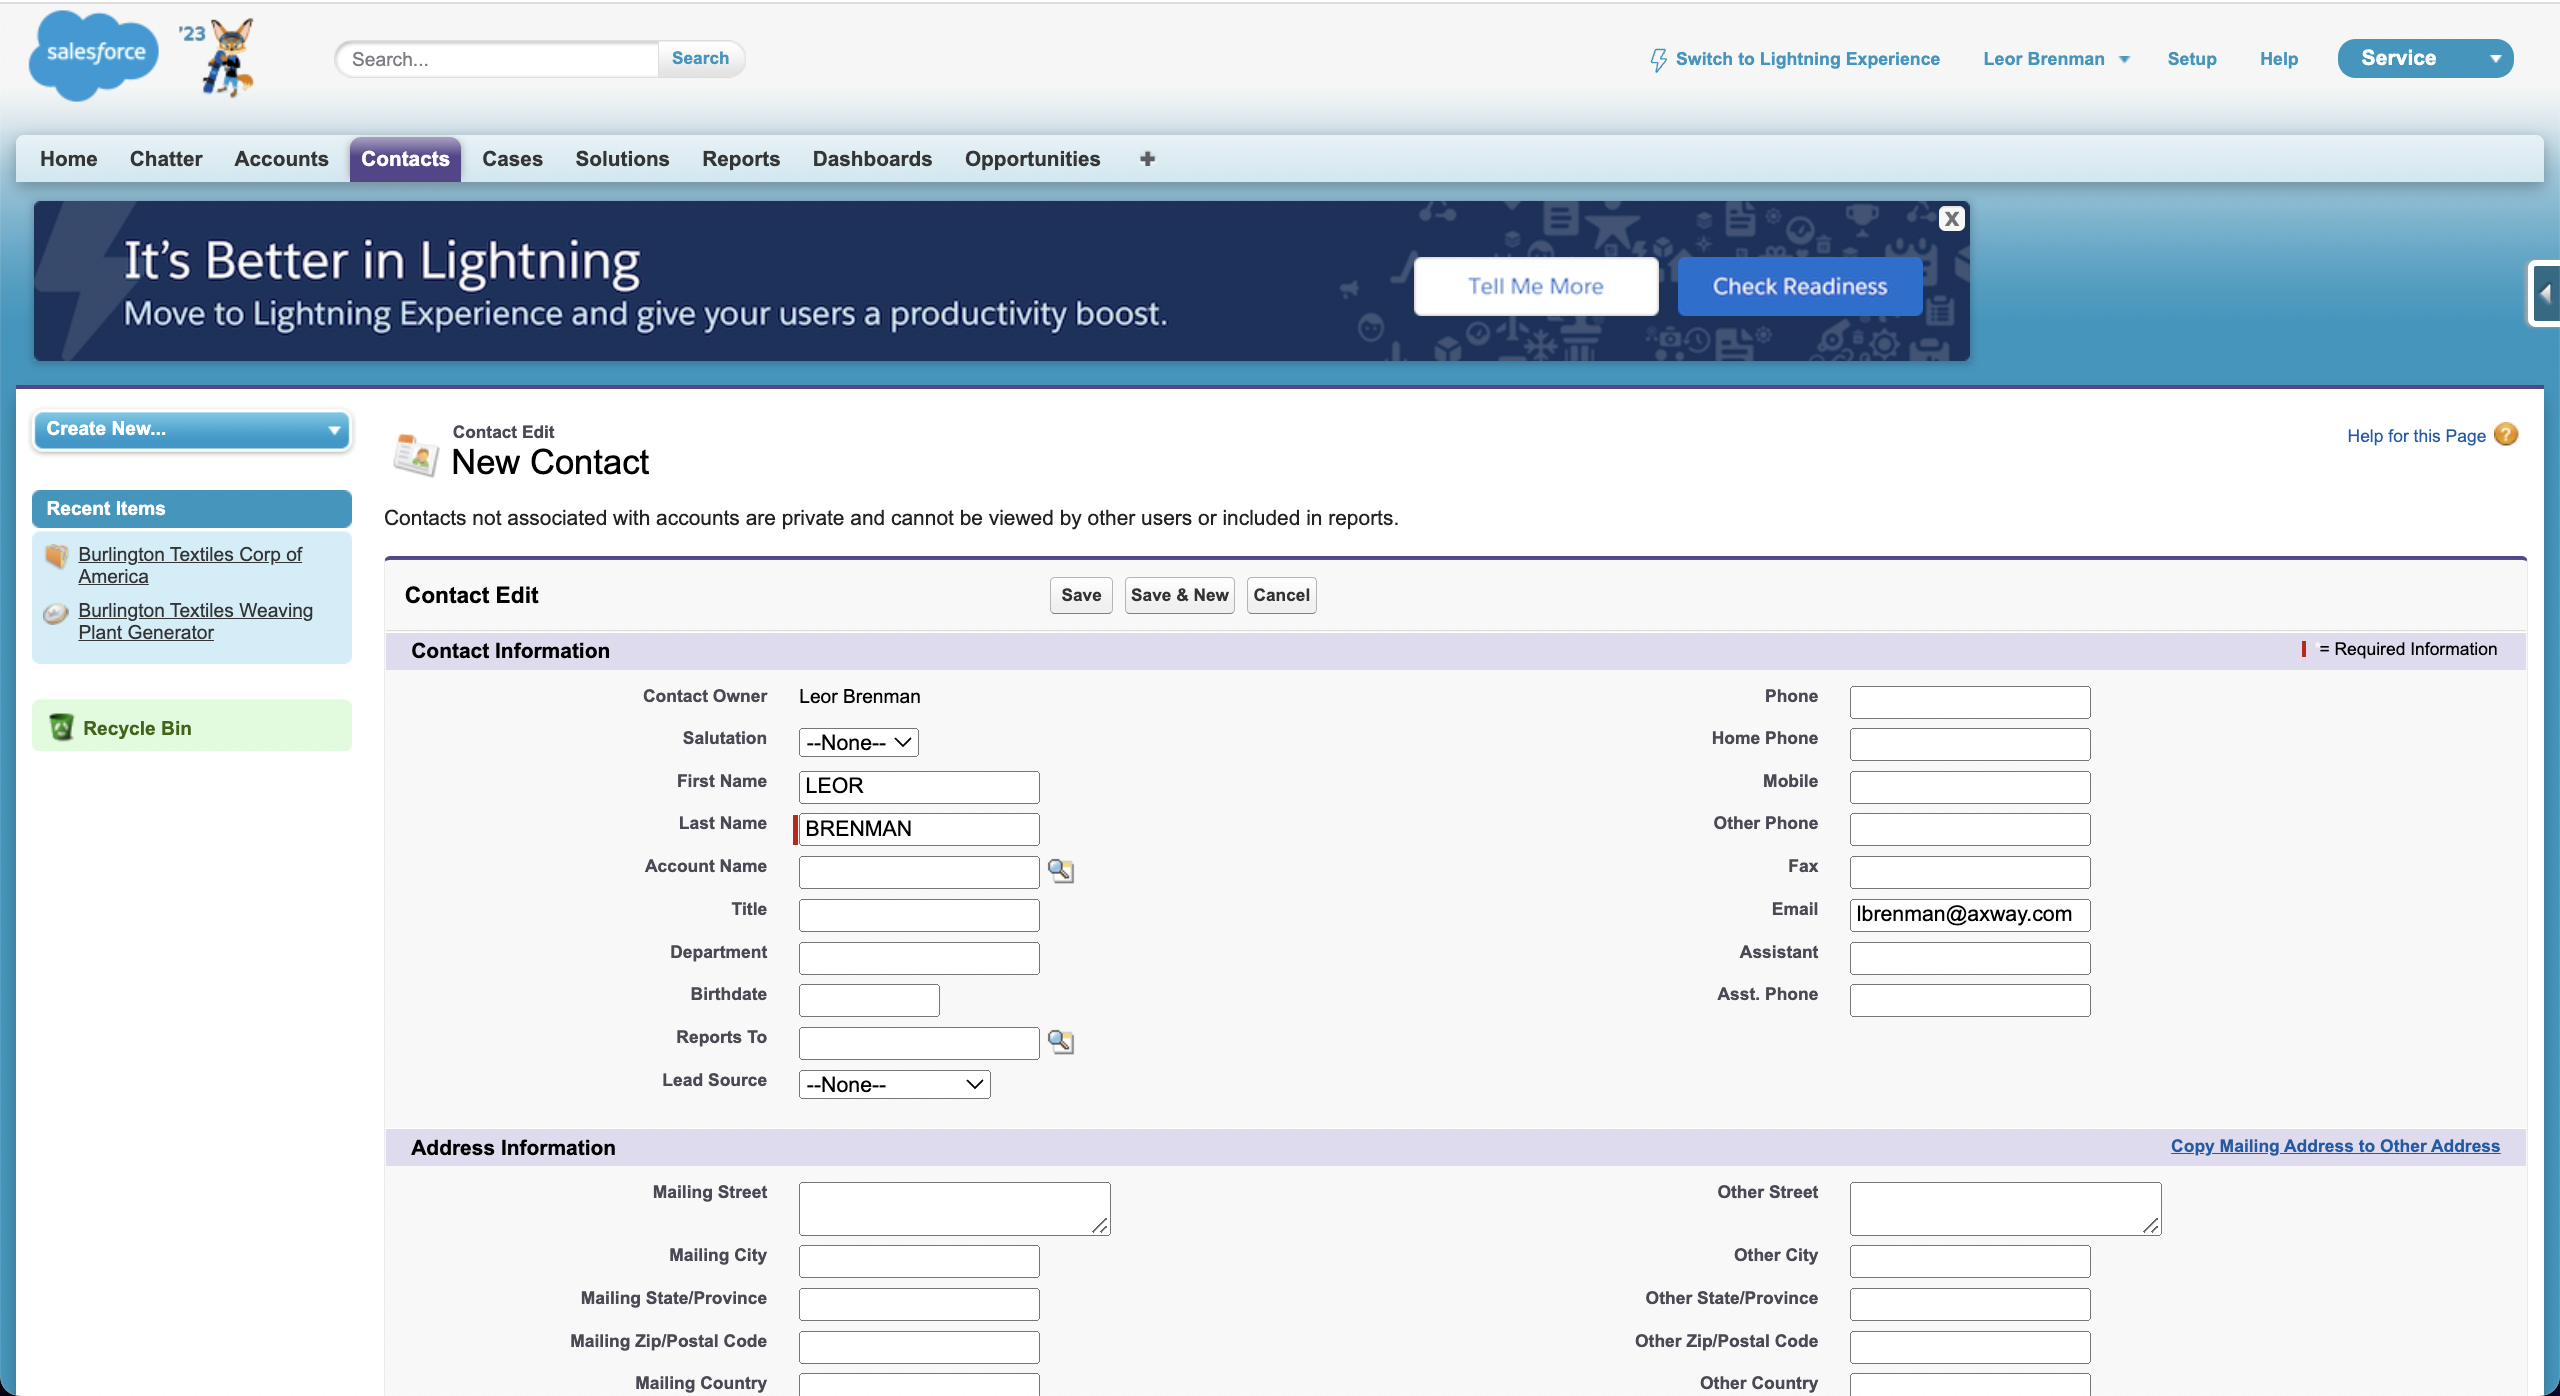 salesforce '23
Search... Search
Switch to Lightning Experience Leor Brenman Setup Help Service
Home Chatter Accounts Contacts Cases Solutions Reports Dashboards Opportunities +
It's Better in Lightning
Move to Lightning Experience and give your users a productivity boost.
Tell Me More Check Readiness
X
Create New...
Recent Items
Burlington Textiles Corp of
America
Burlington Textiles Weaving
Plant Generator
Recycle Bin
Contact Edit
New Contact
Help for this Page ?
Contacts not associated with accounts are private and cannot be viewed by other users or included in reports.
Contact Edit Save Save & New Cancel
Contact Information = Required Information
Contact Owner Leor Brenman Phone
Salutation --None-- Home Phone
First Name LEOR Mobile
Last Name BRENMAN Other Phone
Account Name Fax
Title Email lbrenman@axway.com
Department Assistant
Birthdate Asst. Phone
Reports To
Lead Source --None--
Address Information Copy Mailing Address to Other Address
Mailing Street Other Street
Mailing City Other City
Mailing State/Province Other State/Province
Mailing Zip/Postal Code Other Zip/Postal Code
Mailing Country Other Country